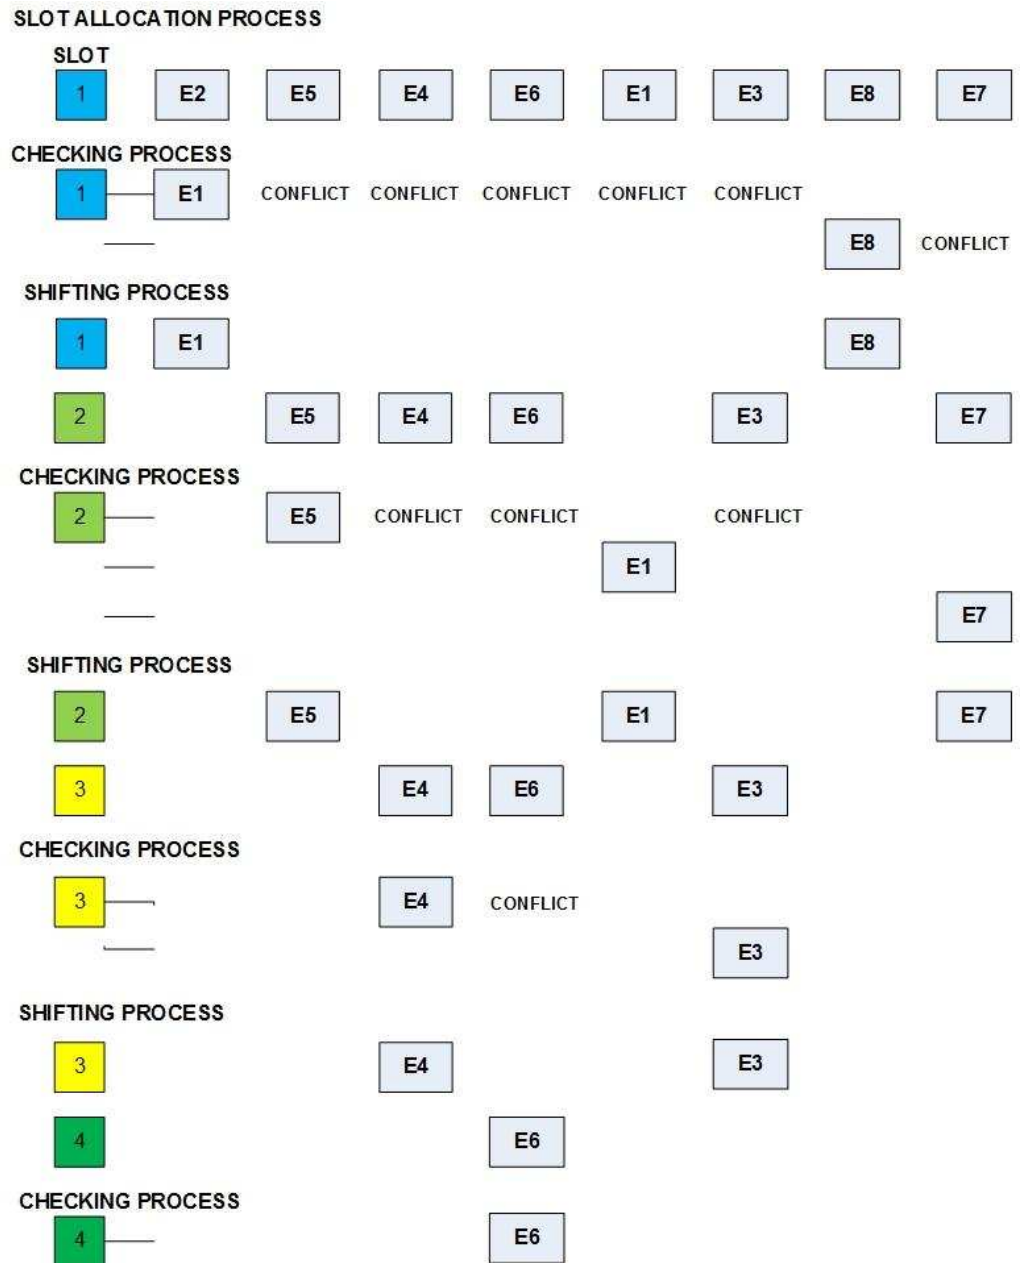 SLOT ALLOCATION PROCESS
SLOT
1 E2 E5 E4 E6 E1 E3 E8 E7
CHECKING PROCESS
1 E1 CONFLICT CONFLICT CONFLICT CONFLICT CONFLICT
E8 CONFLICT
SHIFTING PROCESS
1 E1 E8
2 E5 E4 E6 E3 E7
CHECKING PROCESS
2 E5 CONFLICT CONFLICT CONFLICT
E1
E7
SHIFTING PROCESS
2 E5 E1 E7
3 E4 E6 E3
CHECKING PROCESS
3 E4 CONFLICT
E3
SHIFTING PROCESS
3 E4 E3
4 E6
CHECKING PROCESS
4 E6